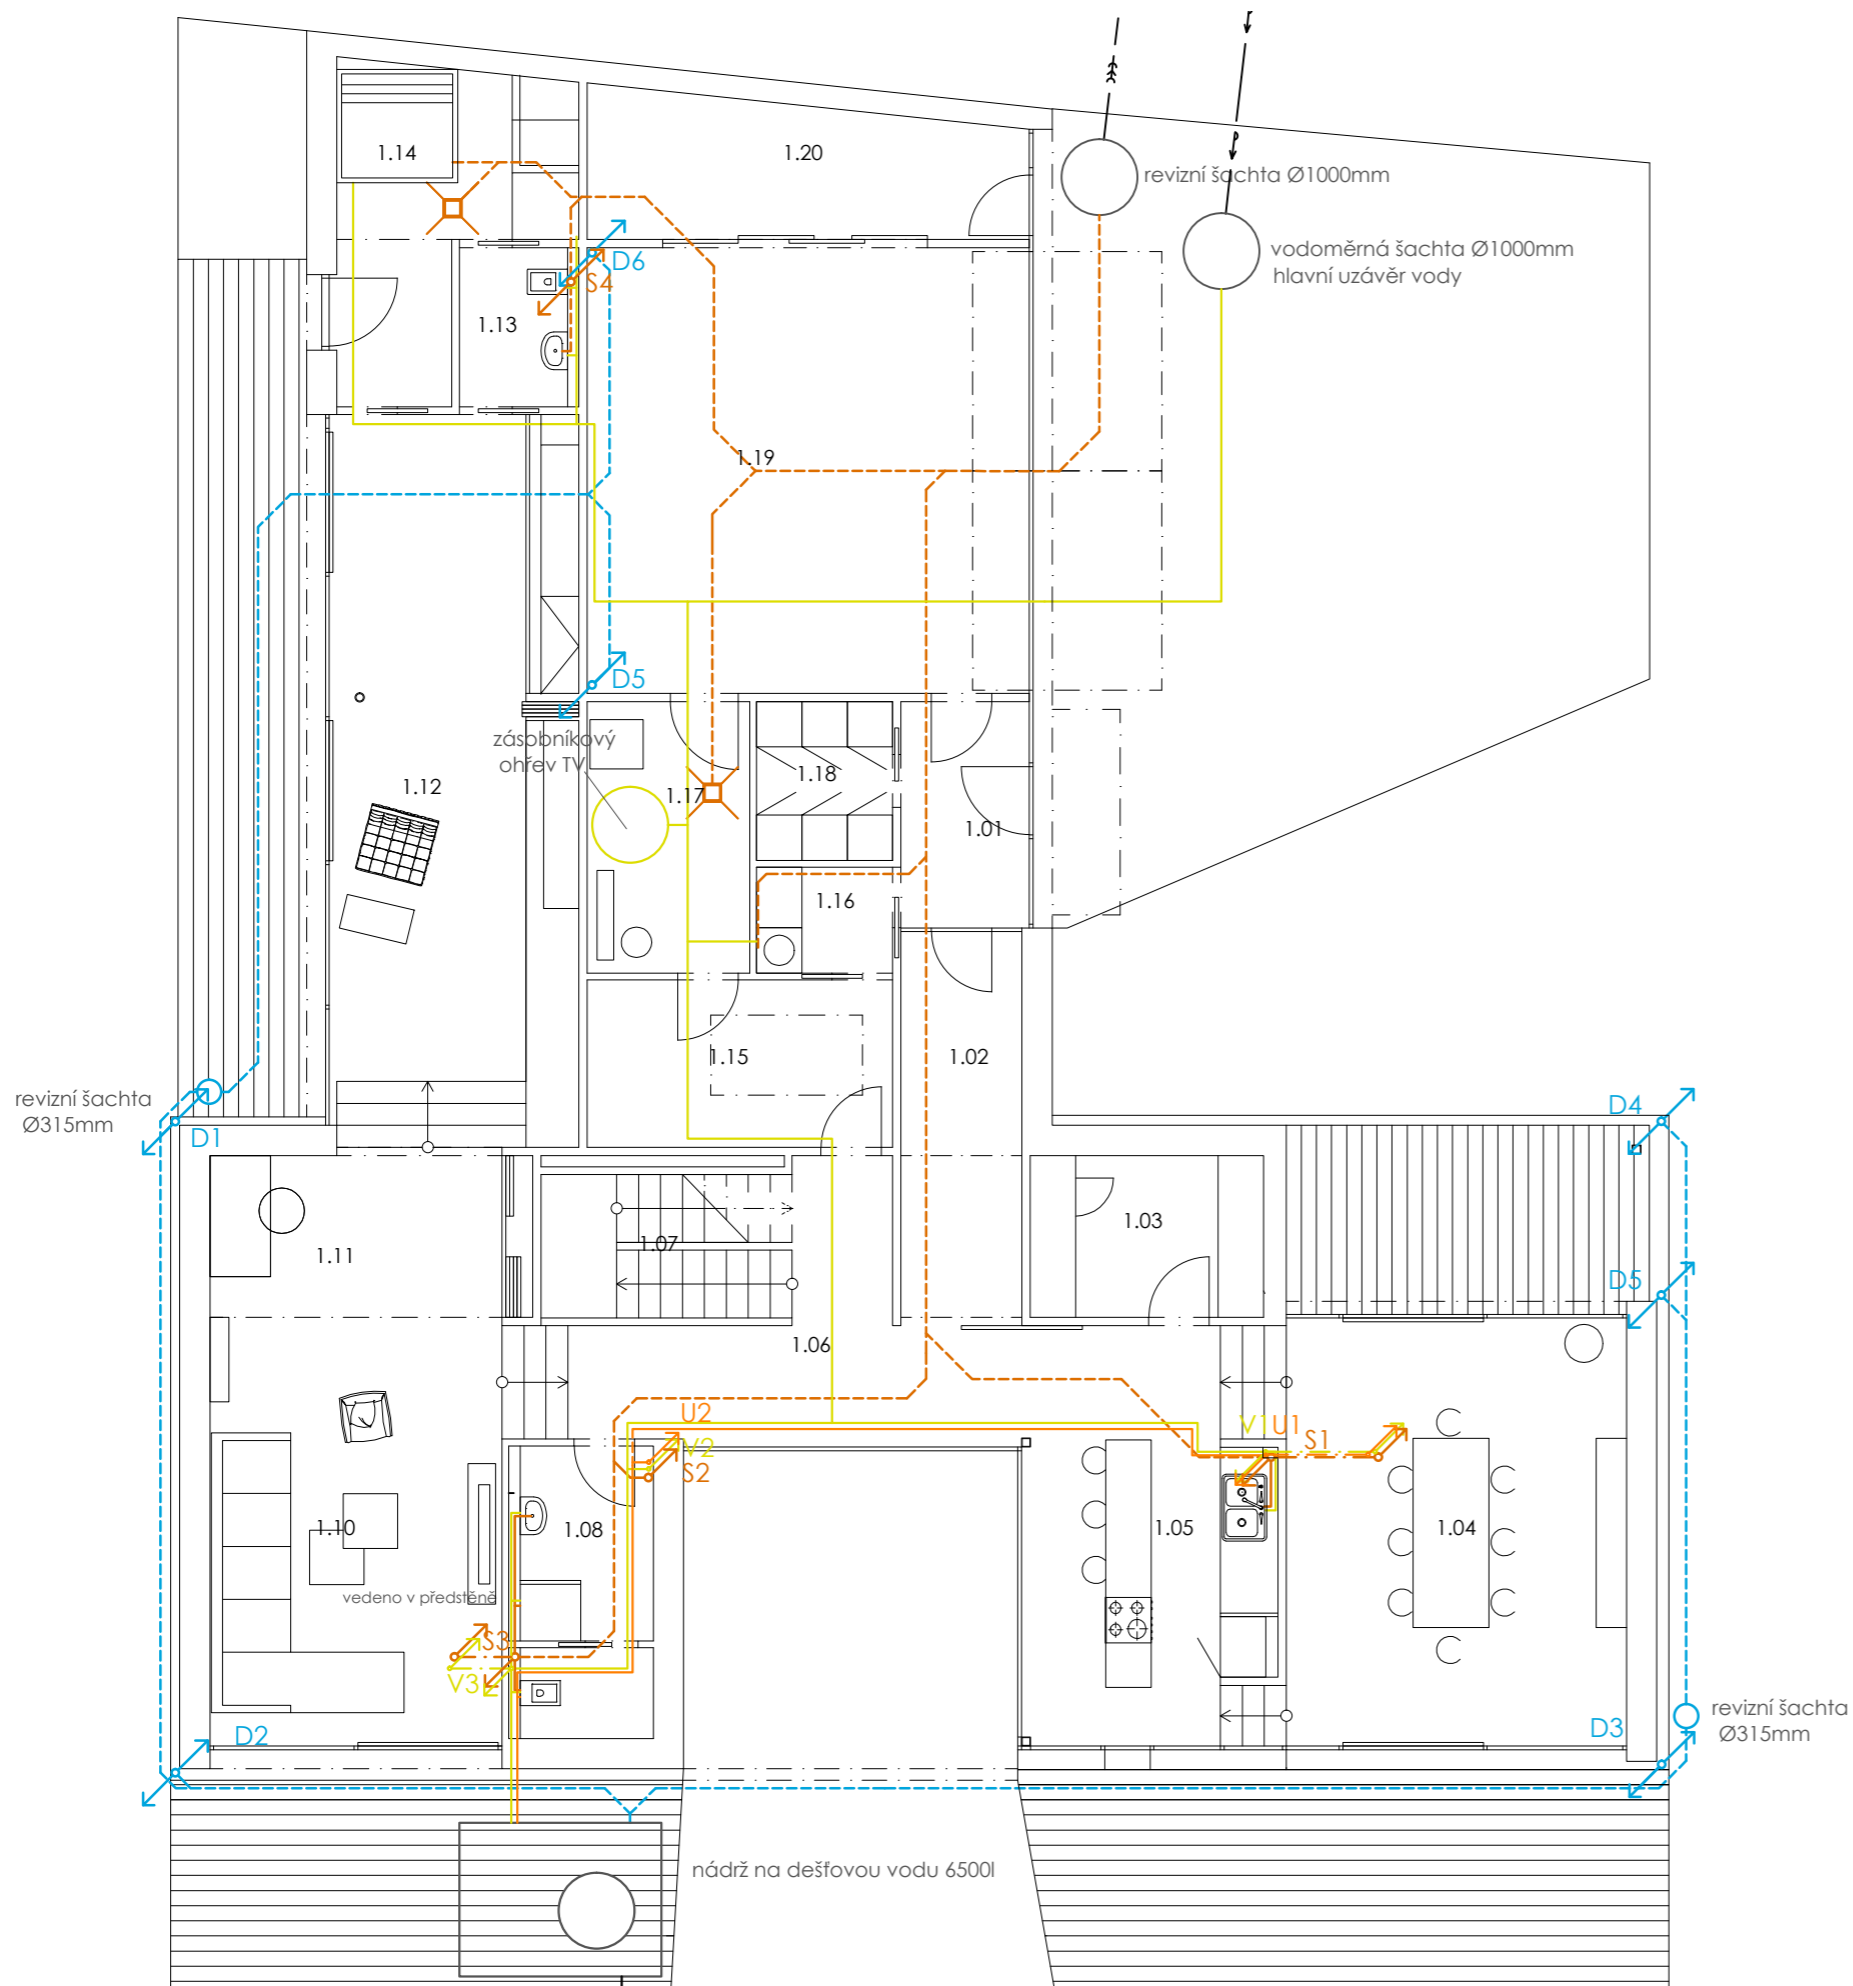 1.14
1.20
revizní šachta Ø1000mm
vodoměrná šachta Ø1000mm
hlavní uzávěr vody
D6
S4
1.13
1.19
D5
zásobníkový
ohřev TV
1.12
1.17
1.18
1.01
1.16
1.15
1.02
revizní šachta
Ø315mm
D1
D4
1.11
1.07
1.03
D5
1.06
U2
V2
S2
V1
U1
S1
1.10
1.08
1.05
1.04
vedeno v předstěně
S3
V3
D2
D3
revizní šachta
Ø315mm
nádrž na dešťovou vodu 6500l